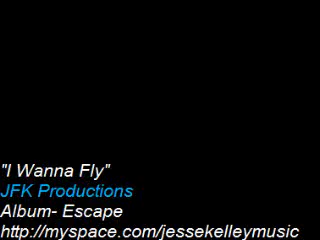 "I Wanna Fly"
JFK Productions
Album- Escape
http://myspace.com/jessekelleymusic